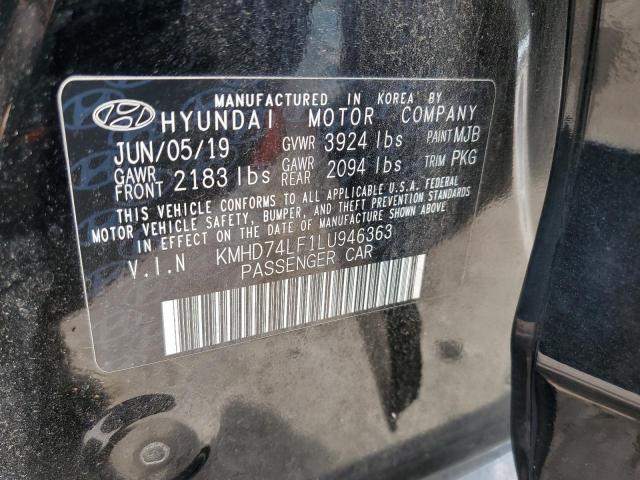 MANUFACTURED IN KOREA BY
HYUNDAI MOTOR COMPANY
JUN/05/19 GVWR 3924 lbs PAINT MJB
GAWR FRONT 2183 lbs GAWR REAR 2094 lbs TRIM PKG
THIS VEHICLE CONFORMS TO ALL APPLICABLE U.S.A. FEDERAL
MOTOR VEHICLE SAFETY, BUMPER, AND THEFT PREVENTION STANDARDS
IN EFFECT ON THE DATE OF MANUFACTURE SHOWN ABOVE.
V.I.N KMHD74LF1LU946363
PASSENGER CAR